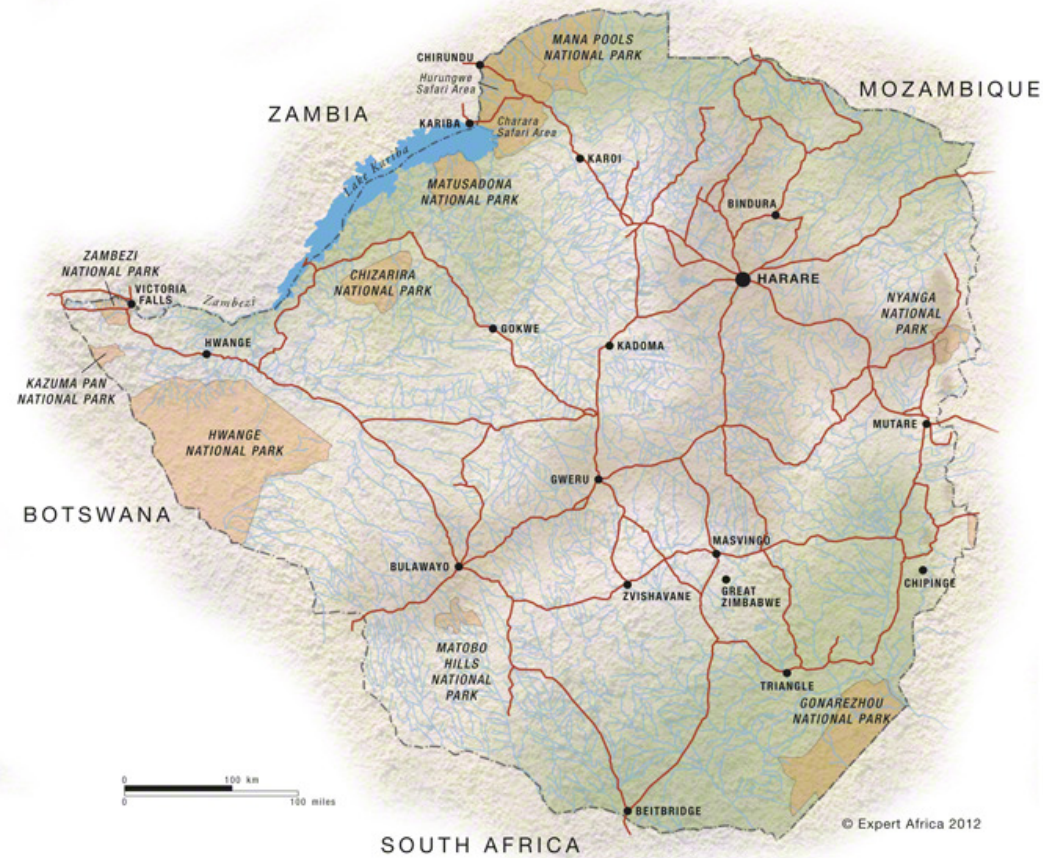 MANA POOLS
NATIONAL PARK
CHIRUNDU
Hurungwe
Safari Area
MOZAMBIQUE
ZAMBIA
KARIBA
Charara
Safari Area
Lake Kariba
KAROI
MATUSADONA
NATIONAL PARK
BINDURA
ZAMBEZI
NATIONAL PARK
VICTORIA
FALLS
Zambezi
CHIZARIRA
NATIONAL PARK
HARARE
NYANGA
NATIONAL
PARK
GOKWE
HWANGE
KADOMA
KAZUMA PAN
NATIONAL PARK
HWANGE
NATIONAL PARK
MUTARE
GWERU
BOTSWANA
MASVINGO
BULAWAYO
ZVISHAVANE
GREAT
ZIMBABWE
CHIPINGE
MATOBO
HILLS
NATIONAL
PARK
TRIANGLE
GONAREZHOU
NATIONAL PARK
0
100 km
0
100 miles
BEITBRIDGE
© Expert Africa 2012
SOUTH AFRICA